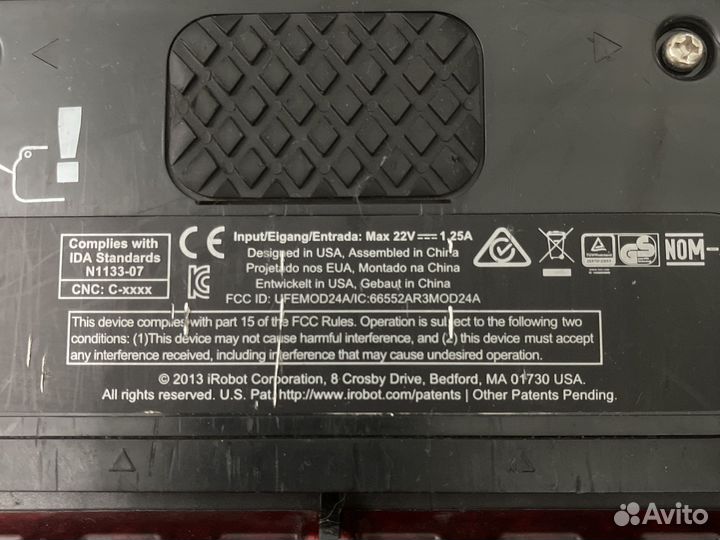 Complies with
IDA Standards
N1133-07
CNC: C-xxxx
CE
Input/Eigang/Entrada: Max 22V 1.25A
Designed in USA, Assembled in China
Projetado nos EUA, Montado na China
Entwickelt in USA, Gebaut in China
FCC ID: UFEMOD24A/IC:66552AR3MOD24A
GS
NOM-
This device complies with part 15 of the FCC Rules. Operation is subject to the following two
conditions: (1)This device may not cause harmful interference, and (2) this device must accept
any interference received, including interference that may cause undesired operation.
© 2013 iRobot Corporation, 8 Crosby Drive, Bedford, MA 01730 USA.
All rights reserved. U.S. Pat. http://www.irobot.com/patents | Other Patents Pending.
Avito